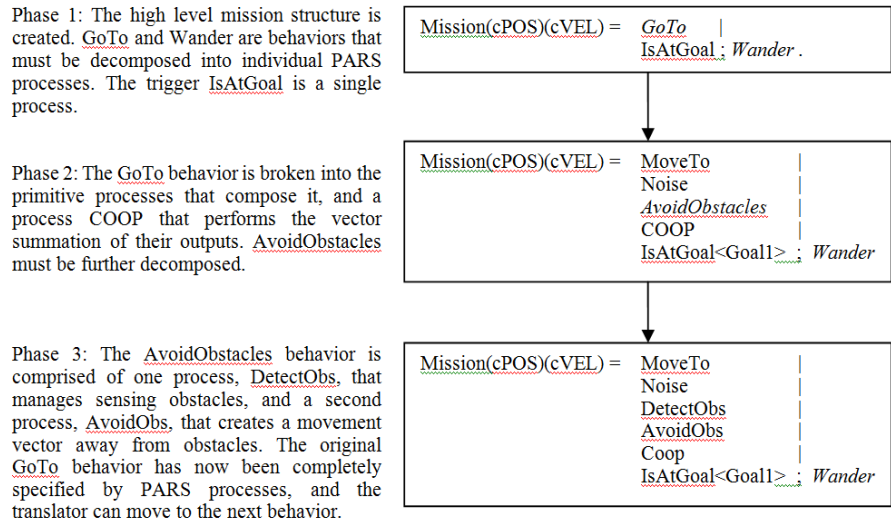 Phase 1: The high level mission structure is
created. GoTo and Wander are behaviors that
must be decomposed into individual PARS
processes. The trigger IsAtGoal is a single
process.
Mission(cPOS)(cVEL) = GoTo |
IsAtGoal ; Wander .
Phase 2: The GoTo behavior is broken into the
primitive processes that compose it, and a
process COOP that performs the vector
summation of their outputs. AvoidObstacles
must be further decomposed.
Mission(cPOS)(cVEL) = MoveTo |
Noise |
AvoidObstacles |
COOP |
IsAtGoal<Goal1> ; Wander
Phase 3: The AvoidObstacles behavior is
comprised of one process, DetectObs, that
manages sensing obstacles, and a second
process, AvoidObs, that creates a movement
vector away from obstacles. The original
GoTo behavior has now been completely
specified by PARS processes, and the
translator can move to the next behavior.
Mission(cPOS)(cVEL) = MoveTo |
Noise |
DetectObs |
AvoidObs |
Coop |
IsAtGoal<Goal1> ; Wander